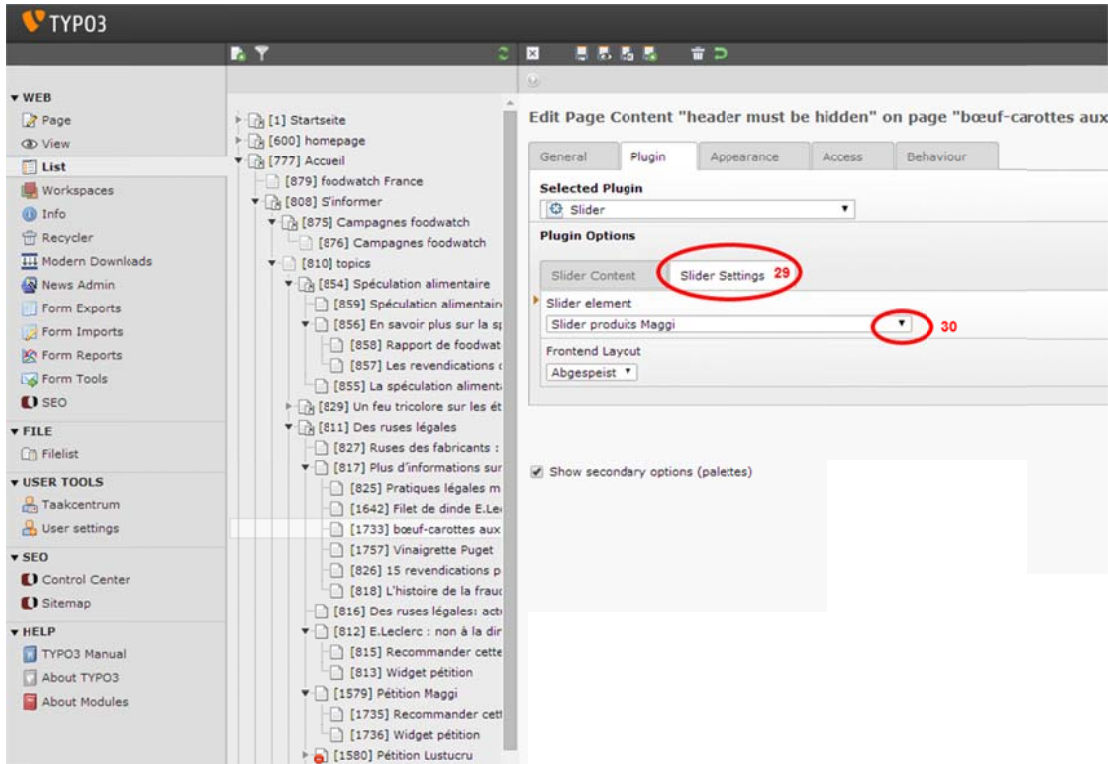 TYPO3
WEB
Page
View
List
Workspaces
Info
Recycler
Modern Downloads
News Admin
Form Exports
Form Imports
Form Reports
Form Tools
SEO
FILE
Filelist
USER TOOLS
Taakcentrum
User settings
SEO
Control Center
Sitemap
HELP
TYPO3 Manual
About TYPO3
About Modules
[1] Startseite
[600] homepage
[777] Accueil
[879] foodwatch France
[808] S'informer
[875] Campagnes foodwatch
[876] Campagnes foodwatch
[810] topics
[854] Spéculation alimentaire
[859] Spéculation alimentair
[856] En savoir plus sur la s
[858] Rapport de foodwat
[857] Les revendications
[855] La spéculation aliment
[829] Un feu tricolore sur les ét
[811] Des ruses légales
[827] Ruses des fabricants :
[817] Plus d'informations sur
[825] Pratiques légales m
[1642] Filet de dinde E.Le
[1733] bœuf-carottes aux
[1757] Vinaigrette Puget
[826] 15 revendications p
[818] L'histoire de la frau
[816] Des ruses légales: act
[812] E.Leclerc : non à la dir
[815] Recommander cette
[813] Widget pétition
[1579] Pétition Maggi
[1735] Recommander cett
[1736] Widget pétition
[1580] Pétition Lustucru
Edit Page Content "header must be hidden" on page "bœuf-carottes aux
General Plugin Appearance Access Behaviour
Selected Plugin
Slider
Plugin Options
Slider Content Slider Settings 29
Slider element
Slider produits Maggi 30
Frontend Layout
Abgespeist
Show secondary options (palettes)